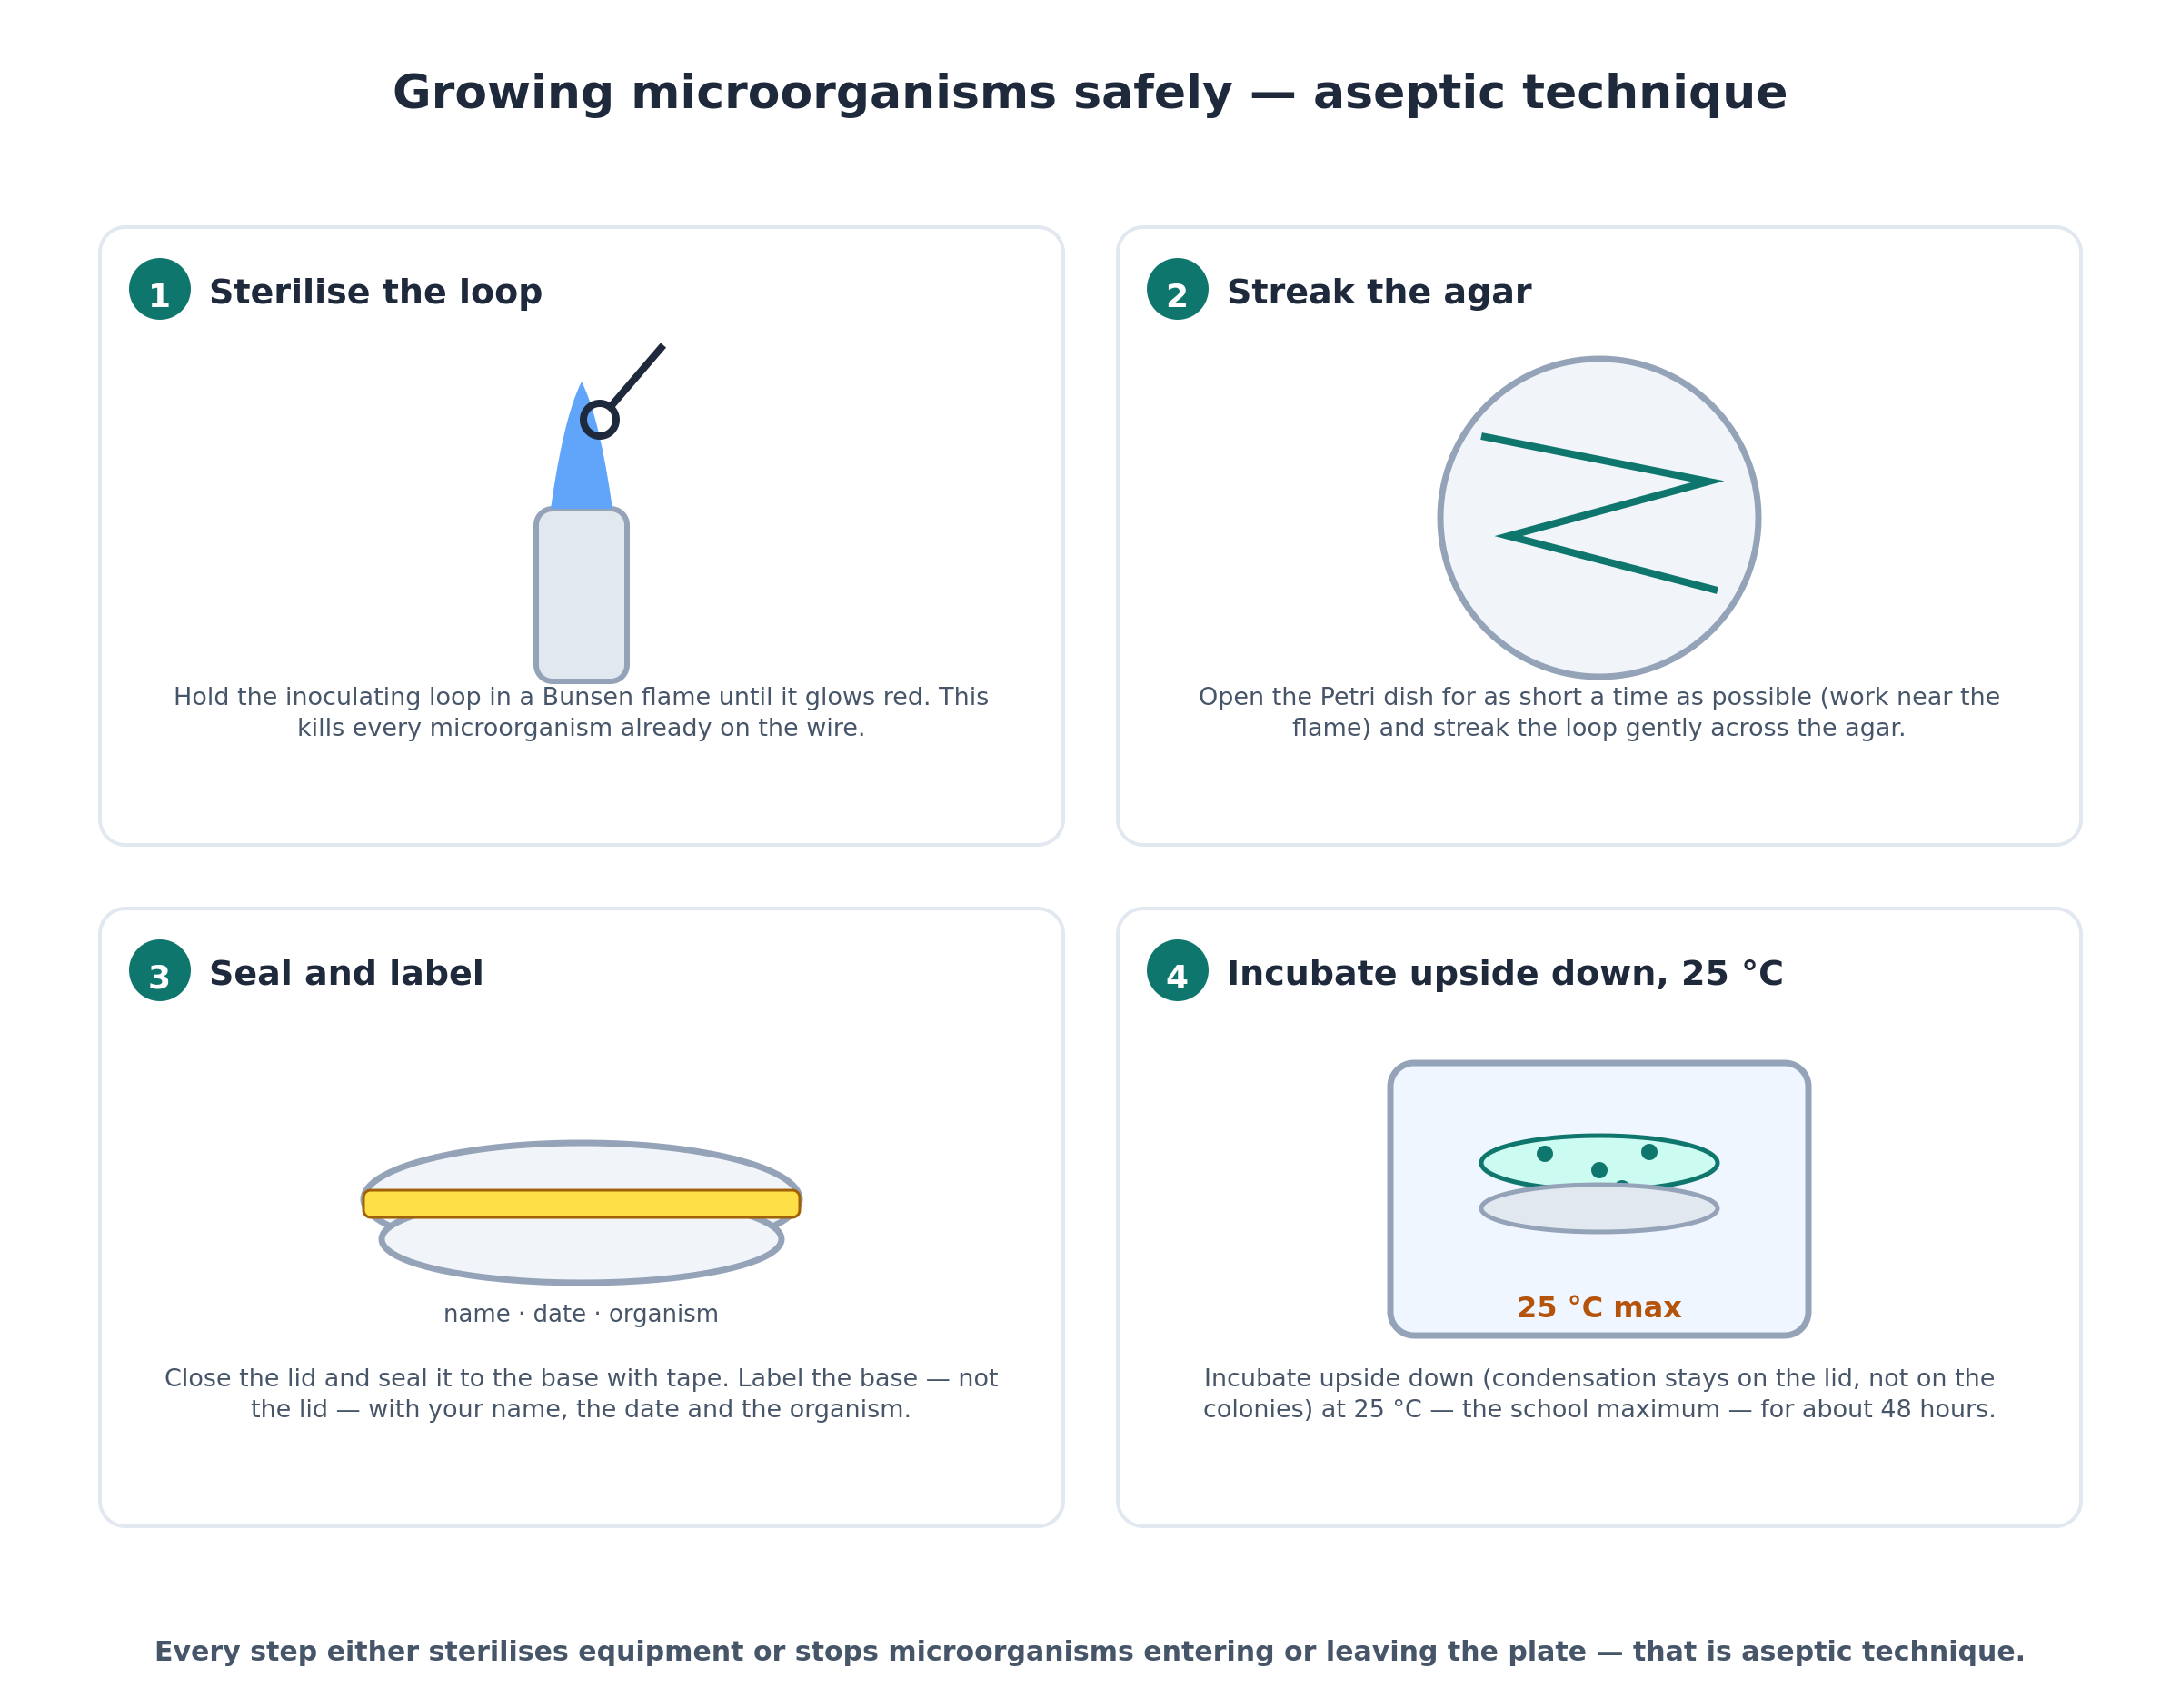 Growing microorganisms safely — aseptic technique
1 Sterilise the loop
Hold the inoculating loop in a Bunsen flame until it glows red. This
kills every microorganism already on the wire.
2 Streak the agar
Open the Petri dish for as short a time as possible (work near the
flame) and streak the loop gently across the agar.
3 Seal and label
name · date · organism
Close the lid and seal it to the base with tape. Label the base — not
the lid — with your name, the date and the organism.
4 Incubate upside down, 25 °C
25 °C max
Incubate upside down (condensation stays on the lid, not on the
colonies) at 25 °C — the school maximum — for about 48 hours.
Every step either sterilises equipment or stops microorganisms entering or leaving the plate — that is aseptic technique.